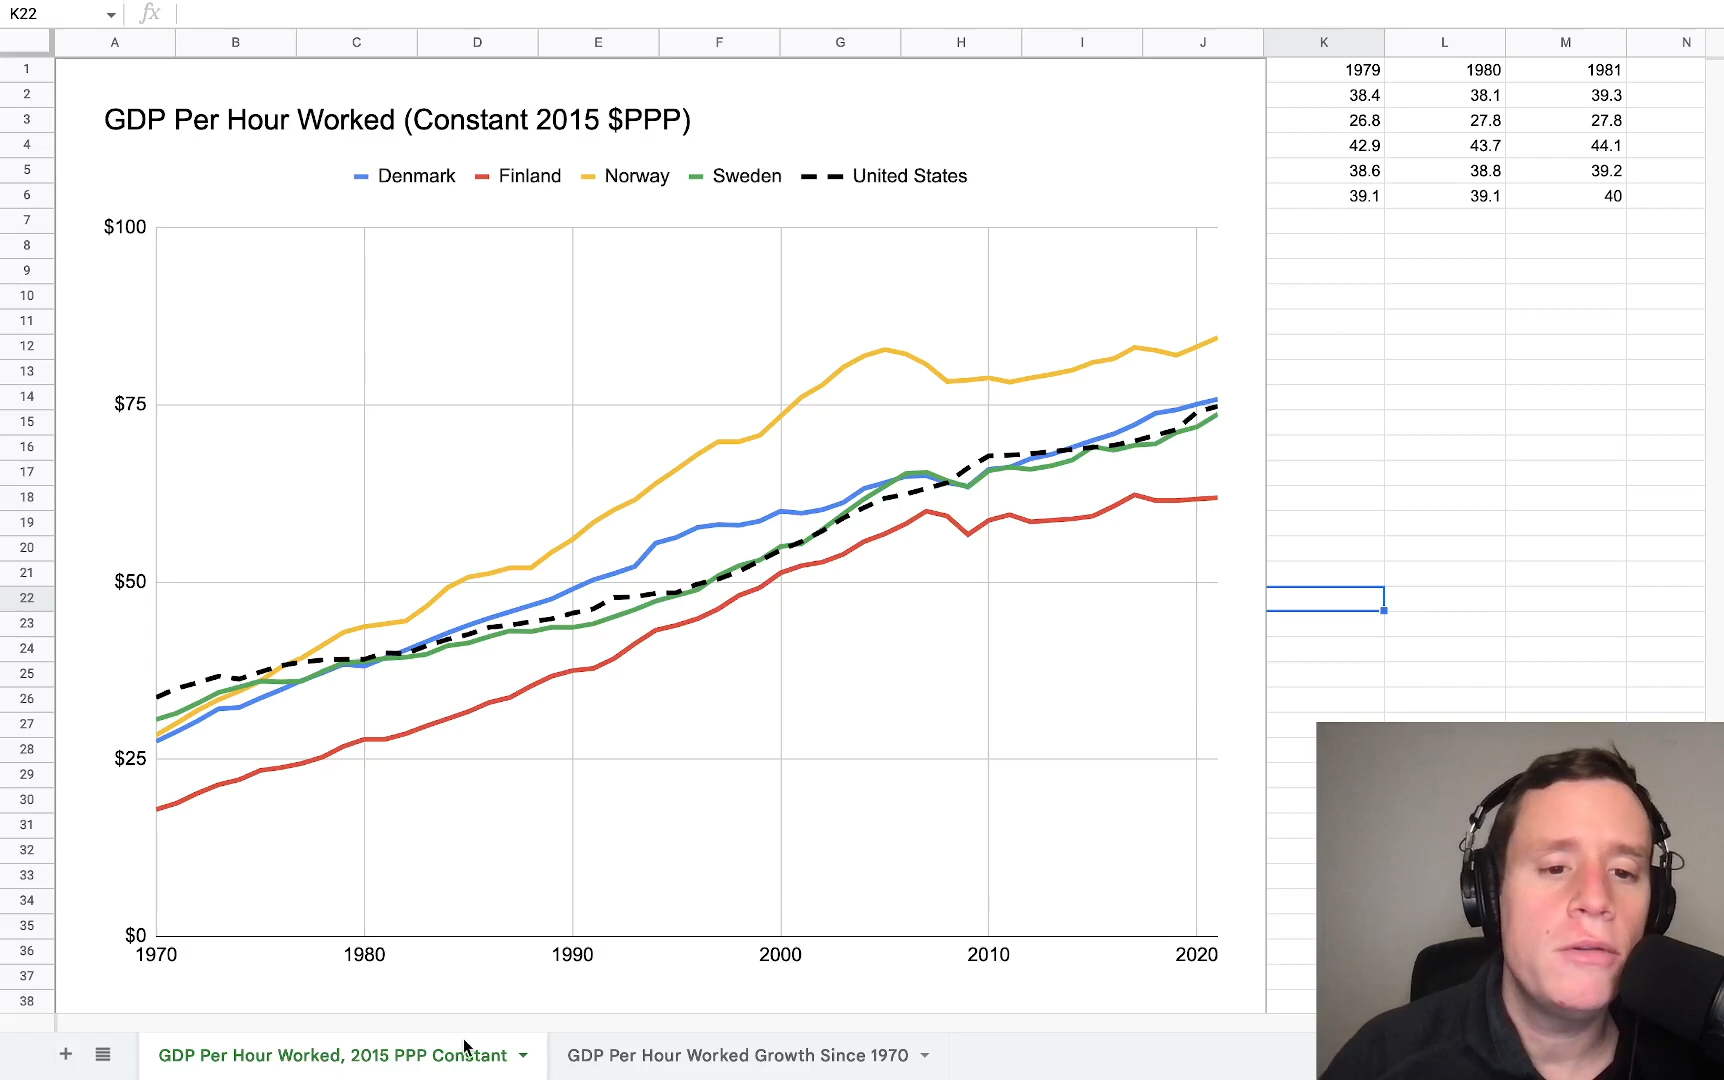 K22
fx
A B C D E F G H I J K L M N
1 1979 1980 1981
2 38.4 38.1 39.3
3 26.8 27.8 27.8
4 42.9 43.7 44.1
5 38.6 38.8 39.2
6 39.1 39.1 40
GDP Per Hour Worked (Constant 2015 $PPP)
Denmark Finland Norway Sweden United States
7
8
9
10
11
12
13
14
15
16
17
18
19
20
21
22
23
24
25
26
27
28
29
30
31
32
33
34
35
36
37
38
$100
$75
$50
$25
$0
1970 1980 1990 2000 2010 2020
+ GDP Per Hour Worked, 2015 PPP Constant GDP Per Hour Worked Growth Since 1970